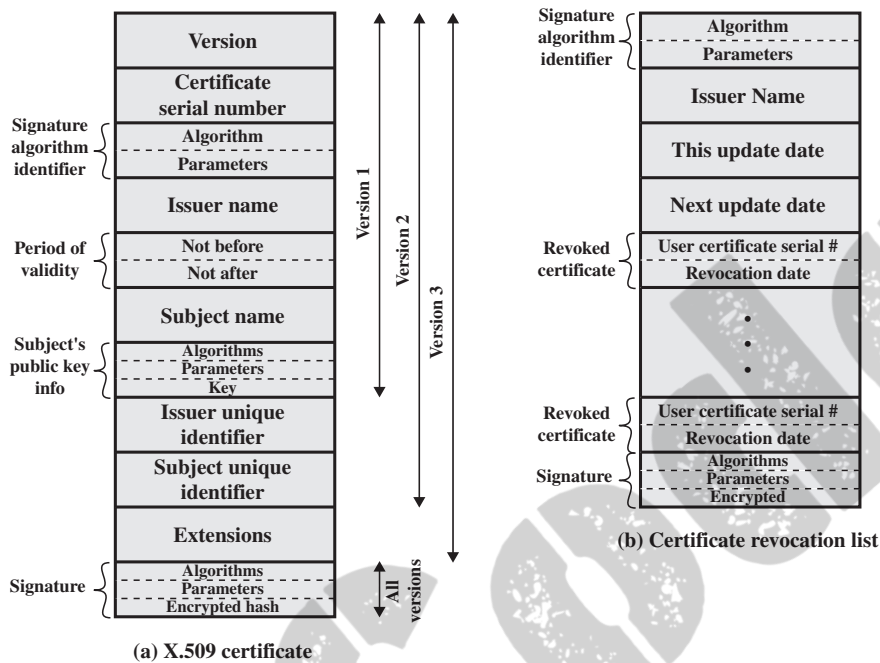 Version
Certificate
serial number
Signature
algorithm
identifier
Algorithm
Parameters
Issuer name
Period of
validity
Not before
Not after
Subject name
Subject's
public key
info
Algorithms
Parameters
Key
Issuer unique
identifier
Subject unique
identifier
Extensions
Signature
Algorithms
Parameters
Encrypted hash
Version 1
Version 2
Version 3
All
versions
(a) X.509 certificate
Signature
algorithm
identifier
Algorithm
Parameters
Issuer Name
This update date
Next update date
Revoked
certificate
User certificate serial #
Revocation date
Revoked
certificate
User certificate serial #
Revocation date
Signature
Algorithms
Parameters
Encrypted
(b) Certificate revocation list